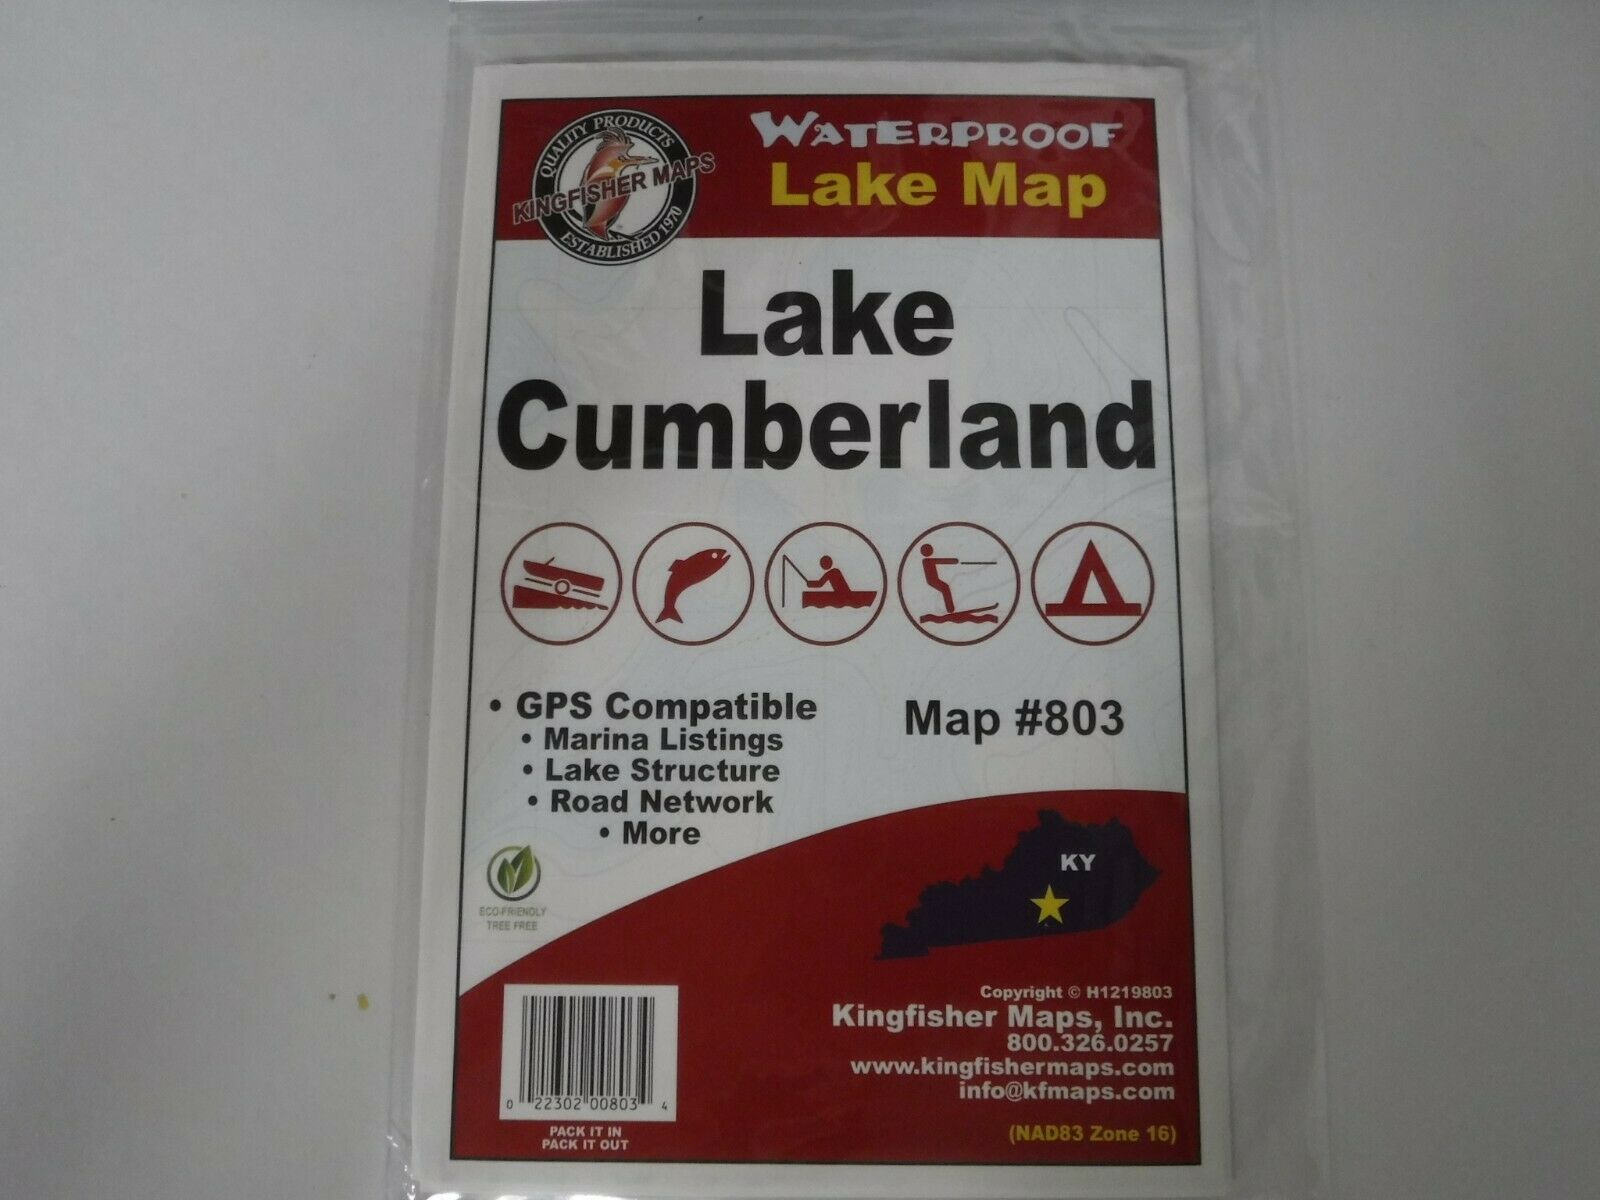 QUALITY PRODUCTS
KINGFISHER MAPS
ESTABLISHED 1970
WATERPROOF
Lake Map
Lake
Cumberland
• GPS Compatible
• Marina Listings
• Lake Structure
• Road Network
• More
Map #803
ECO-FRIENDLY
TREE FREE
KY
Copyright © H1219803
Kingfisher Maps, Inc.
800.326.0257
www.kingfishermaps.com
info@kfmaps.com
(NAD83 Zone 16)
0 22302 00803 4
PACK IT IN
PACK IT OUT